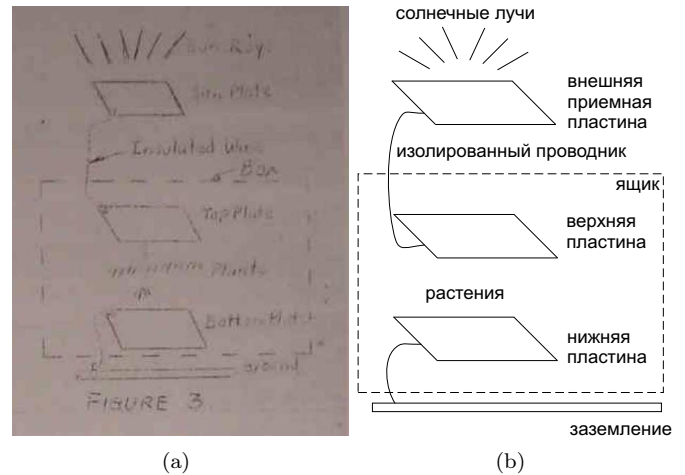 Sun Rays
Sun Plate
Insulated Wire
Box
Top Plate
Plants
Bottom Plate
ground
FIGURE 3.
(a)
солнечные лучи
внешняя
приемная
пластина
изолированный проводник
ящик
верхняя
пластина
растения
нижняя
пластина
заземление
(b)